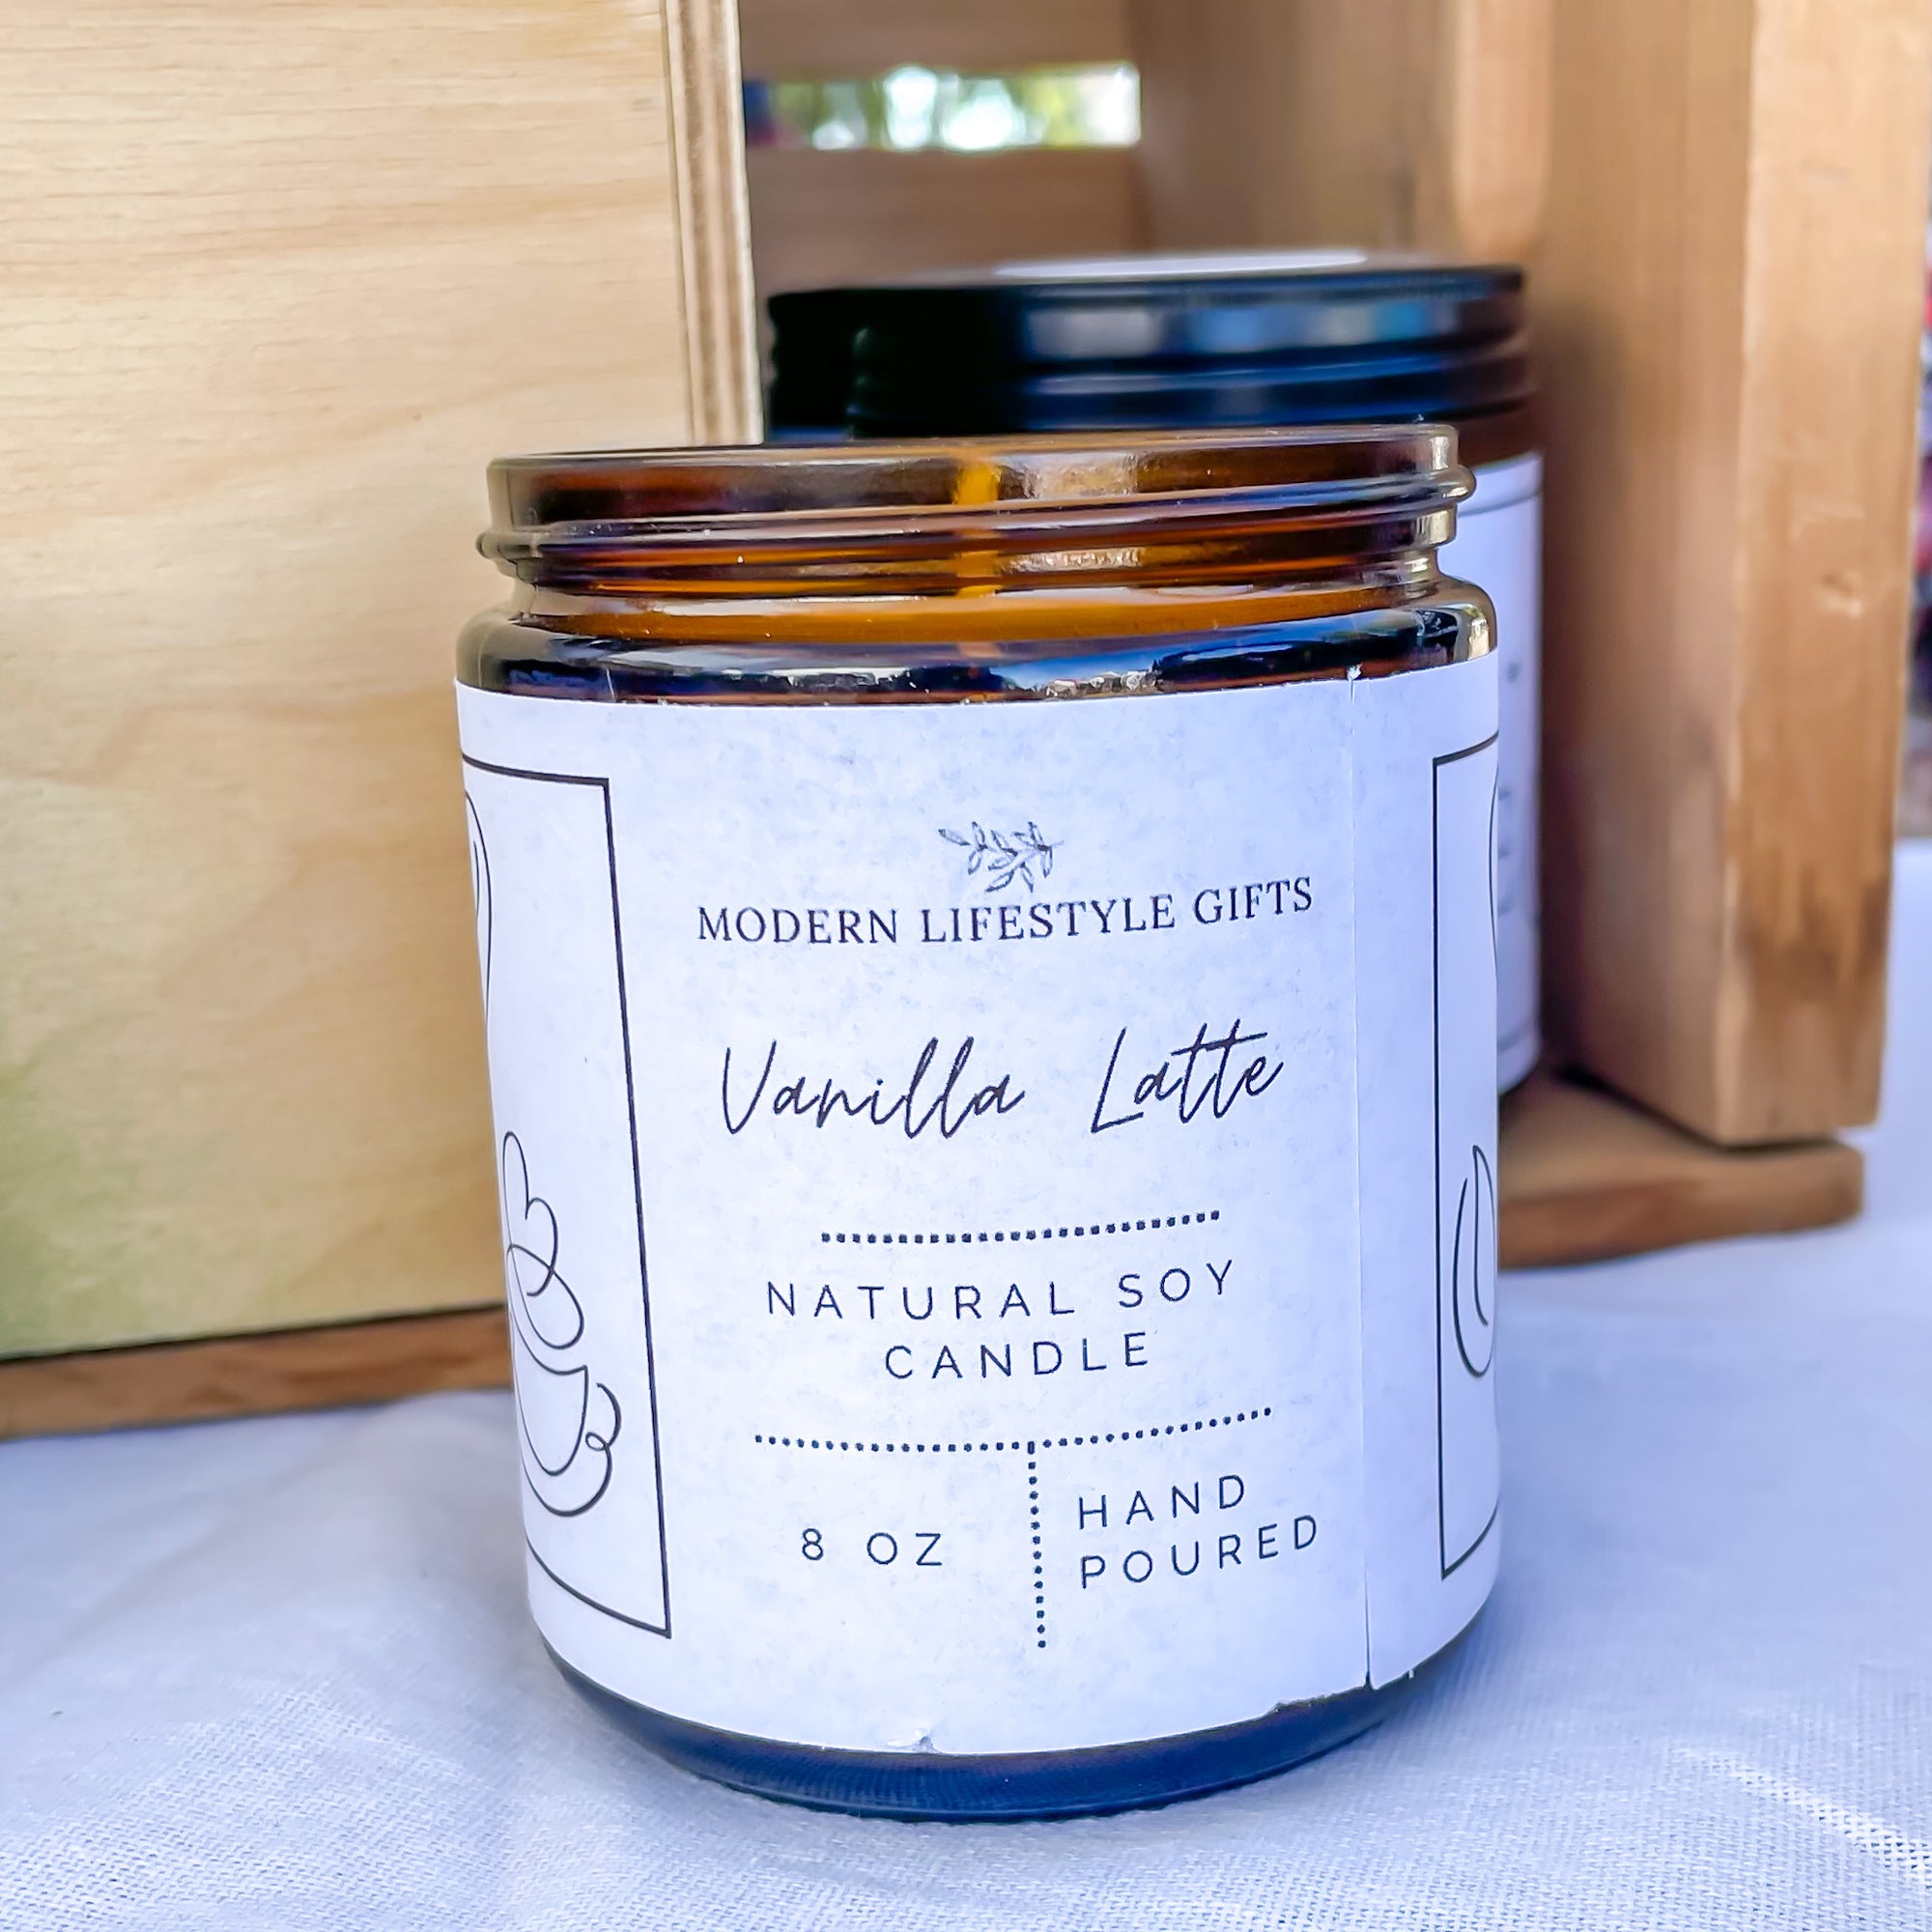 MODERN LIFESTYLE GIFTS
Vanilla Latte
NATURAL SOY
CANDLE
8 OZ
HAND
POURED